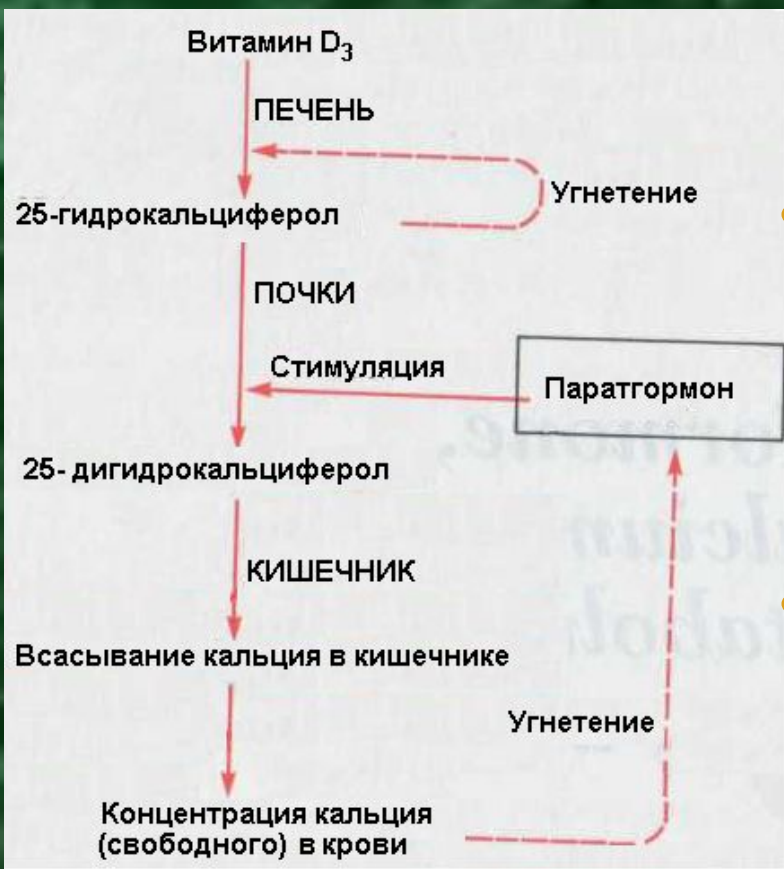 Витамин D3
ПЕЧЕНЬ
Угнетение
25-гидрокальциферол
ПОЧКИ
Стимуляция
Паратгормон
25- дигидрокальциферол
КИШЕЧНИК
Всасывание кальция в кишечнике
Угнетение
Концентрация кальция
(свободного) в крови